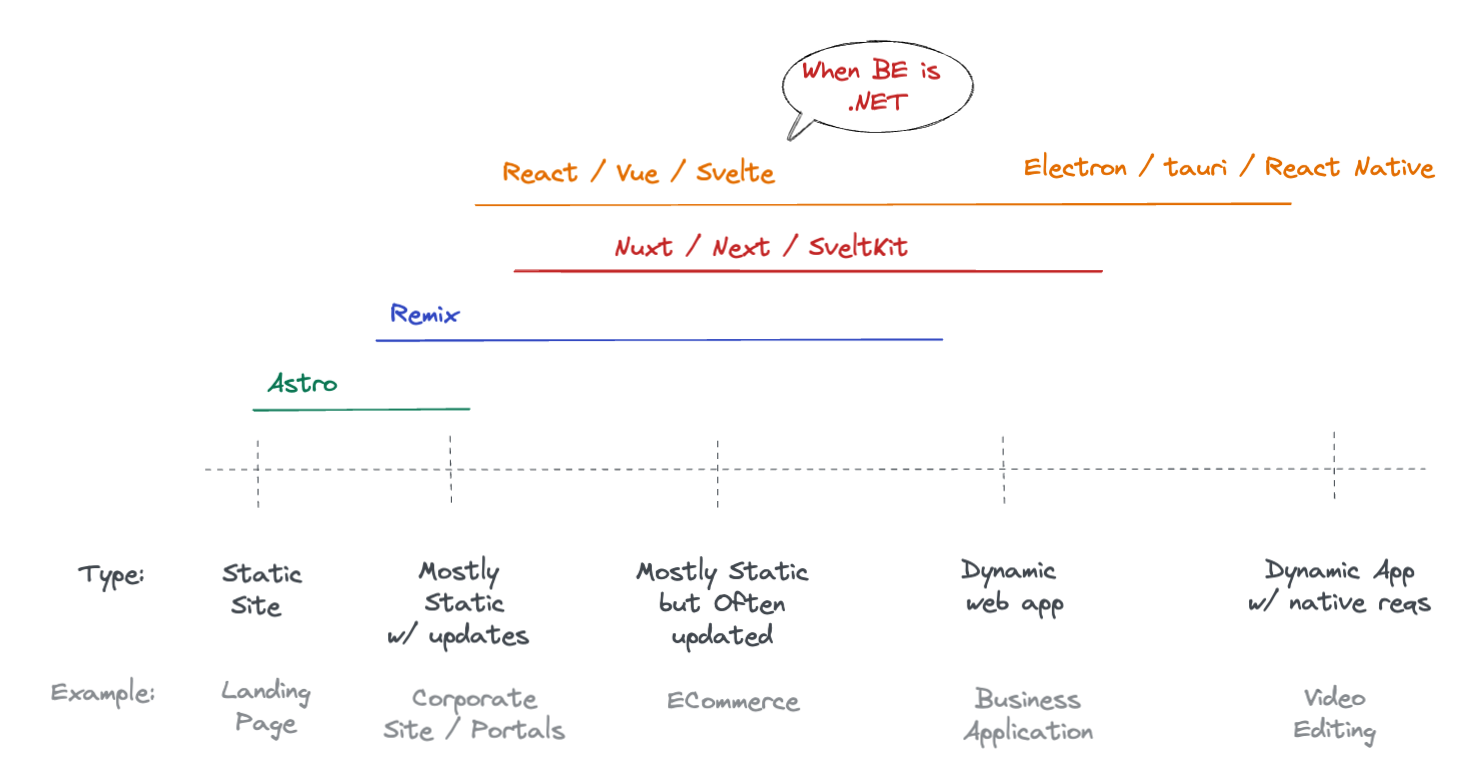 When BE is
.NET
React / Vue / Svelte
Electron / tauri / React Native
Nuxt / Next / SveltKit
Remix
Astro
Type:
Static
Site
Mostly
Static
w/ updates
Mostly Static
but Often
updated
Dynamic
web app
Dynamic App
w/ native reqs
Example:
Landing
Page
Corporate
Site / Portals
ECommerce
Business
Application
Video
Editing